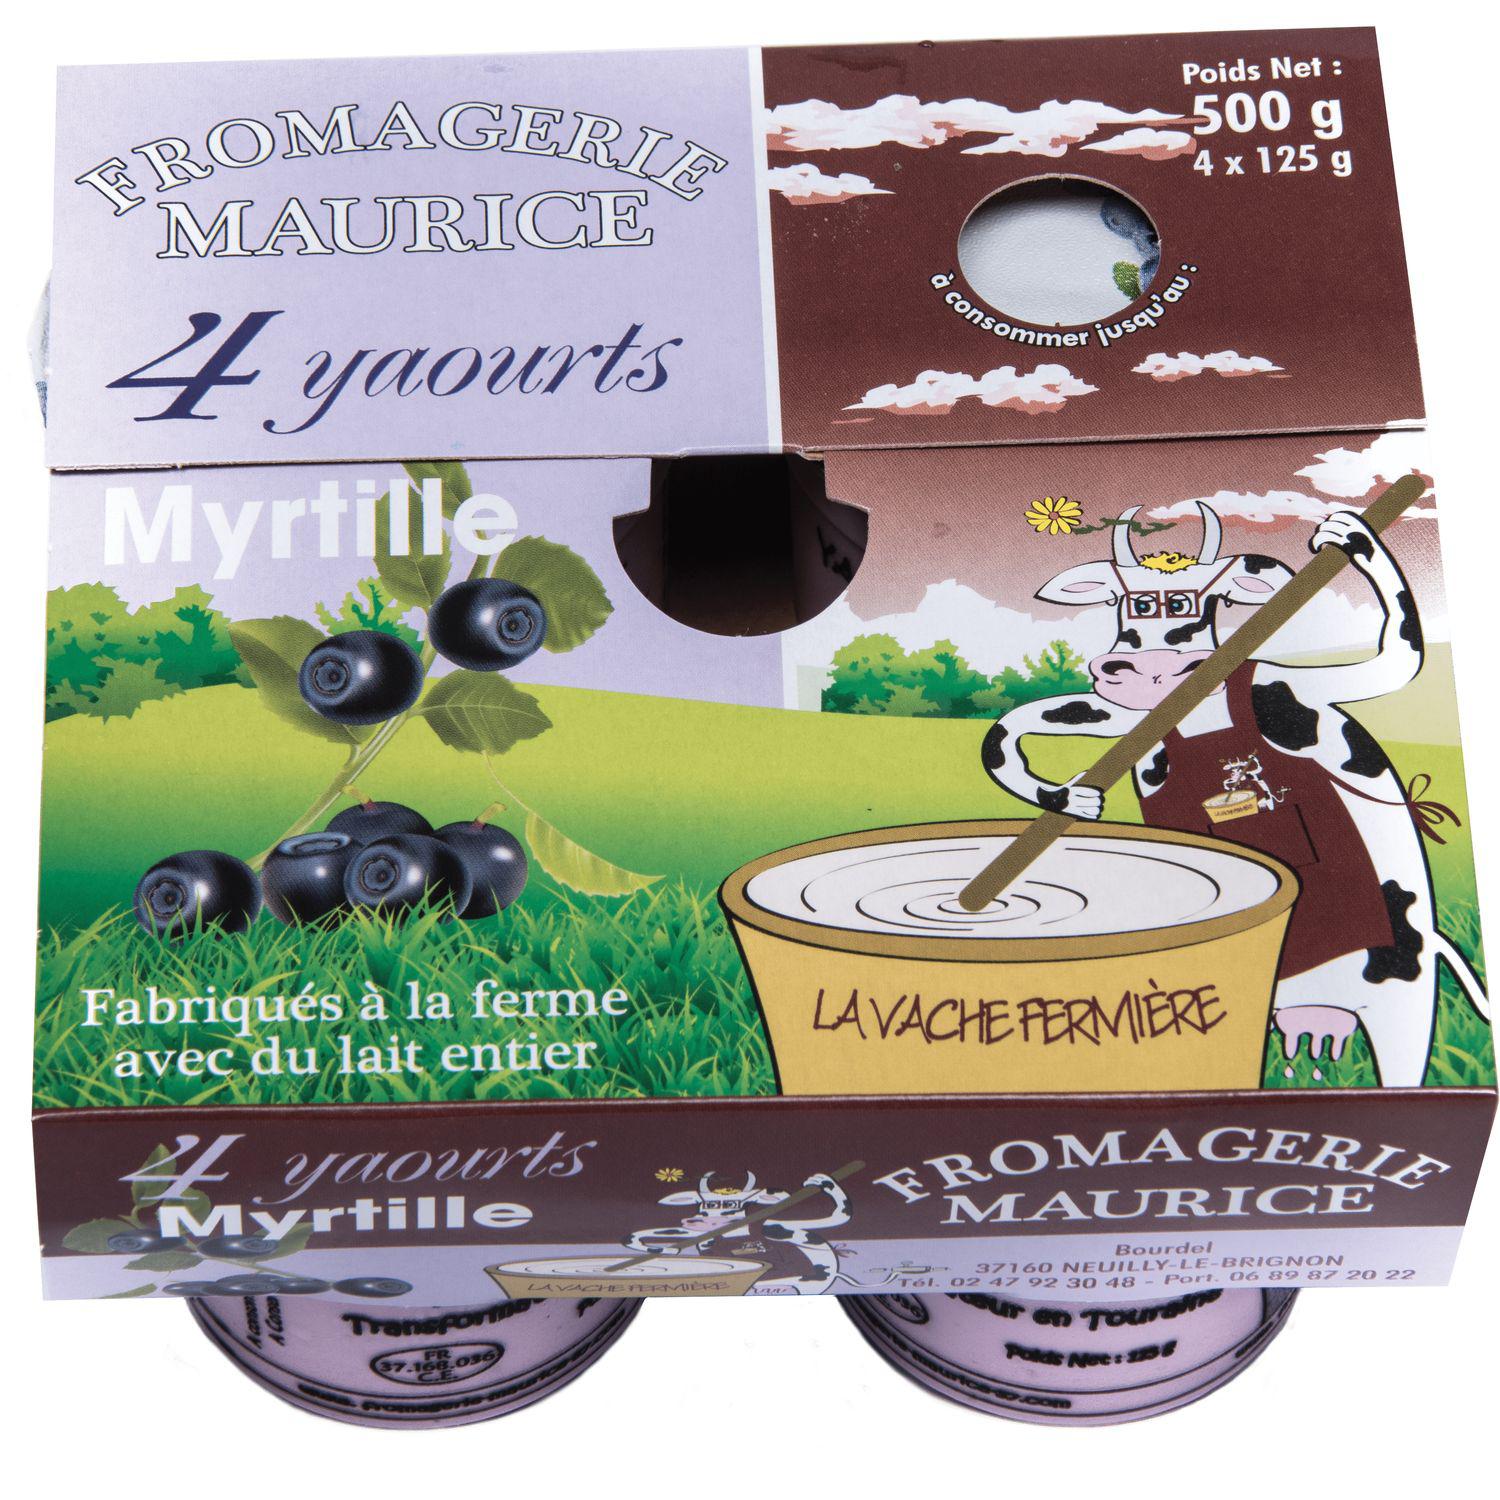 FROMAGERIE
MAURICE
4 yaourts
Poids Net :
500 g
4 x 125 g
à consommer jusqu'au :
Myrtille
LA VACHE FERMIÈRE
Fabriqués à la ferme
avec du lait entier
4 yaourts
Myrtille
LA VACHE FERMIÈRE
FROMAGERIE
MAURICE
Bourdel
37160 NEUILLY-LE-BRIGNON
Tél. 02 47 92 30 48 - Port. 06 89 87 20 22
FR
37.168.036
C.E.
en Touraine
Poids Net : 125 g